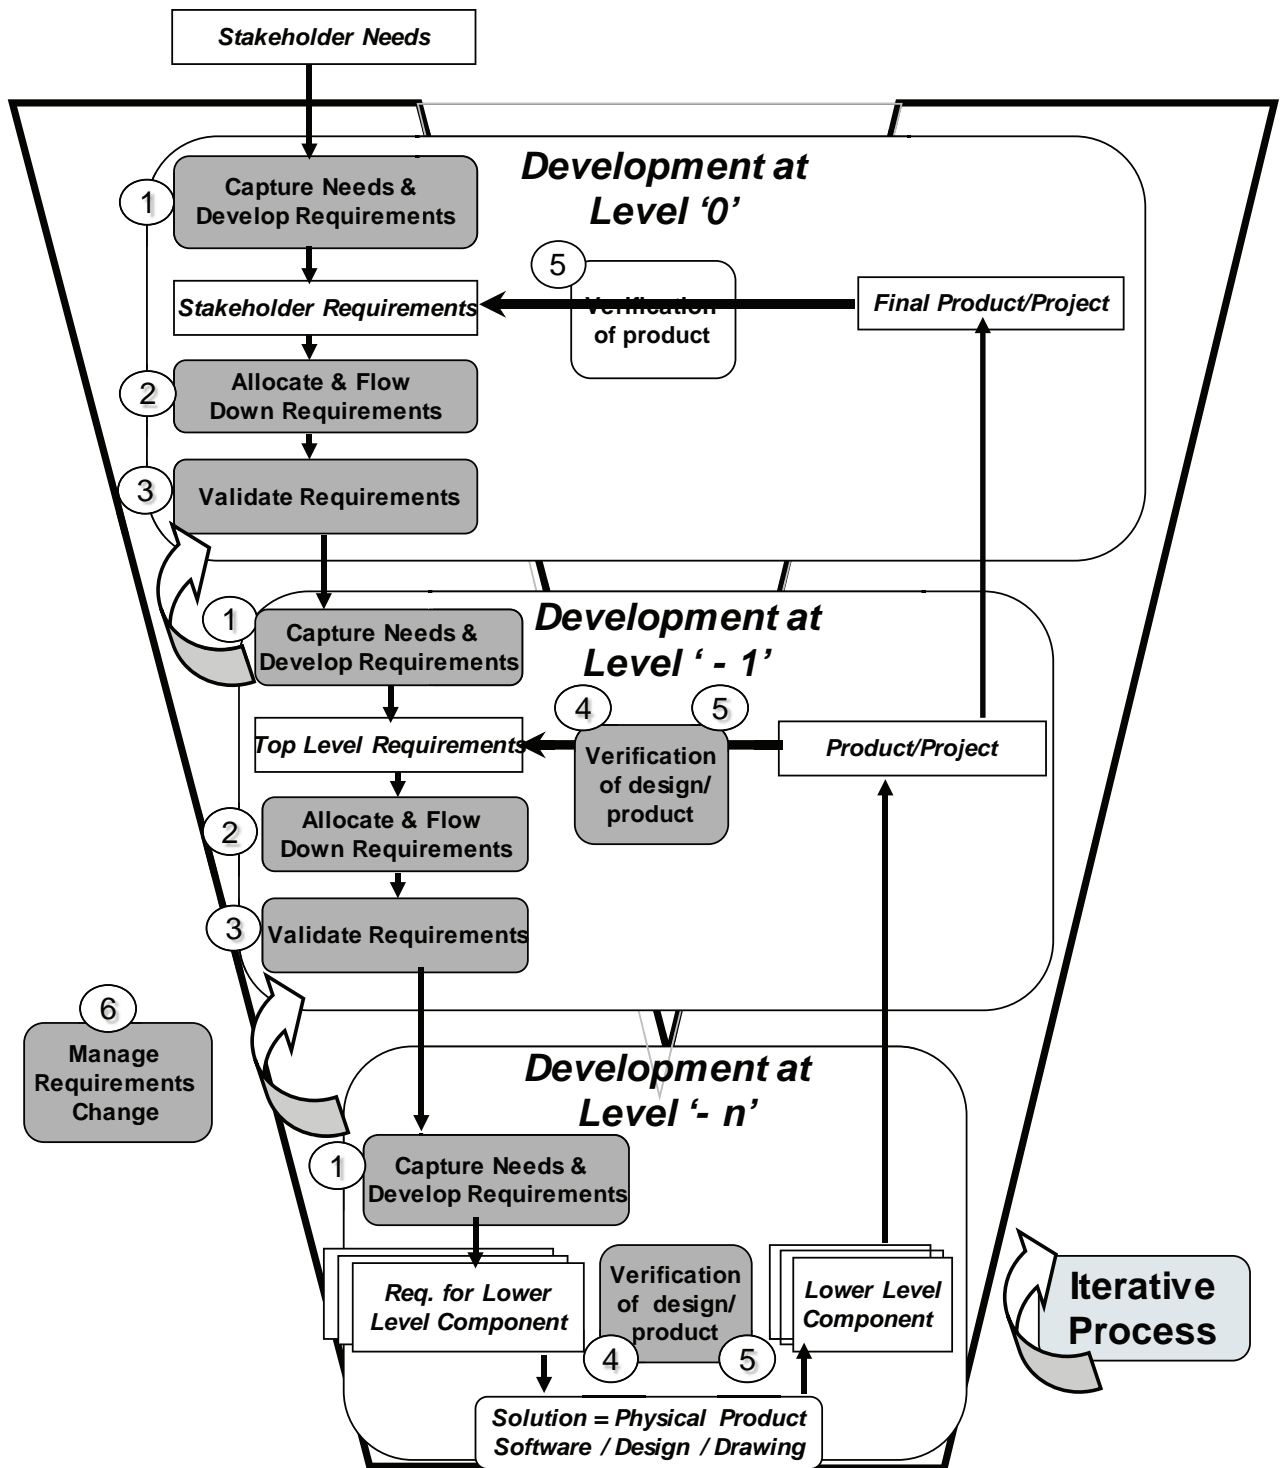 Stakeholder Needs
Development at
Level ‘0’
1
Capture Needs &
Develop Requirements
5
Stakeholder Requirements
Verification
of product
Final Product/Project
2
Allocate & Flow
Down Requirements
3
Validate Requirements
Development at
Level ‘ - 1’
1
Capture Needs &
Develop Requirements
4
5
Top Level Requirements
Verification
of design/
product
Product/Project
2
Allocate & Flow
Down Requirements
3
Validate Requirements
6
Manage
Requirements
Change
Development at
Level ‘- n’
1
Capture Needs &
Develop Requirements
Req. for Lower
Level Component
Verification
of design/
product
4
5
Lower Level
Component
Solution = Physical Product
Software / Design / Drawing
Iterative
Process